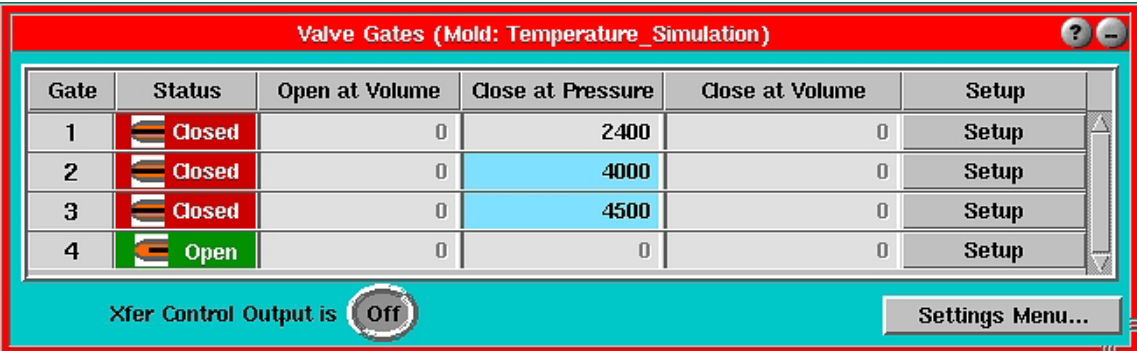 Valve Gates (Mold: Temperature_Simulation) ? –
Gate Status Open at Volume Close at Pressure Close at Volume Setup
1 Closed 0 2400 0 Setup
2 Closed 0 4000 0 Setup
3 Closed 0 4500 0 Setup
4 Open 0 0 0 Setup
Xfer Control Output is Off Settings Menu...